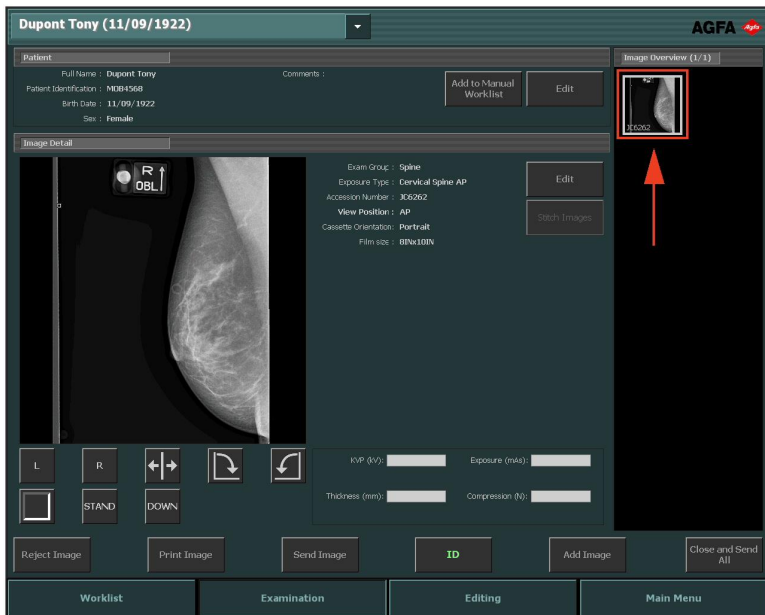 Dupont Tony (11/09/1922)
AGFA Agfa
Patient
Full Name : Dupont Tony
Patient Identification : MOB4568
Birth Date : 11/09/1922
Sex : Female
Comments :
Add to Manual
Worklist
Edit
Image Overview (1/1)
JC6262
Image Detail
R
OBL
Exam Group : Spine
Exposure Type : Cervical Spine AP
Accession Number : JC6262
View Position : AP
Cassette Orientation: Portrait
Film size : 8INx10IN
Edit
Stitch Images
L
R
STAND
DOWN
KVP (kV):
Exposure (mAs):
Thickness (mm):
Compression (N):
Reject Image
Print Image
Send Image
ID
Add Image
Close and Send
All
Worklist
Examination
Editing
Main Menu